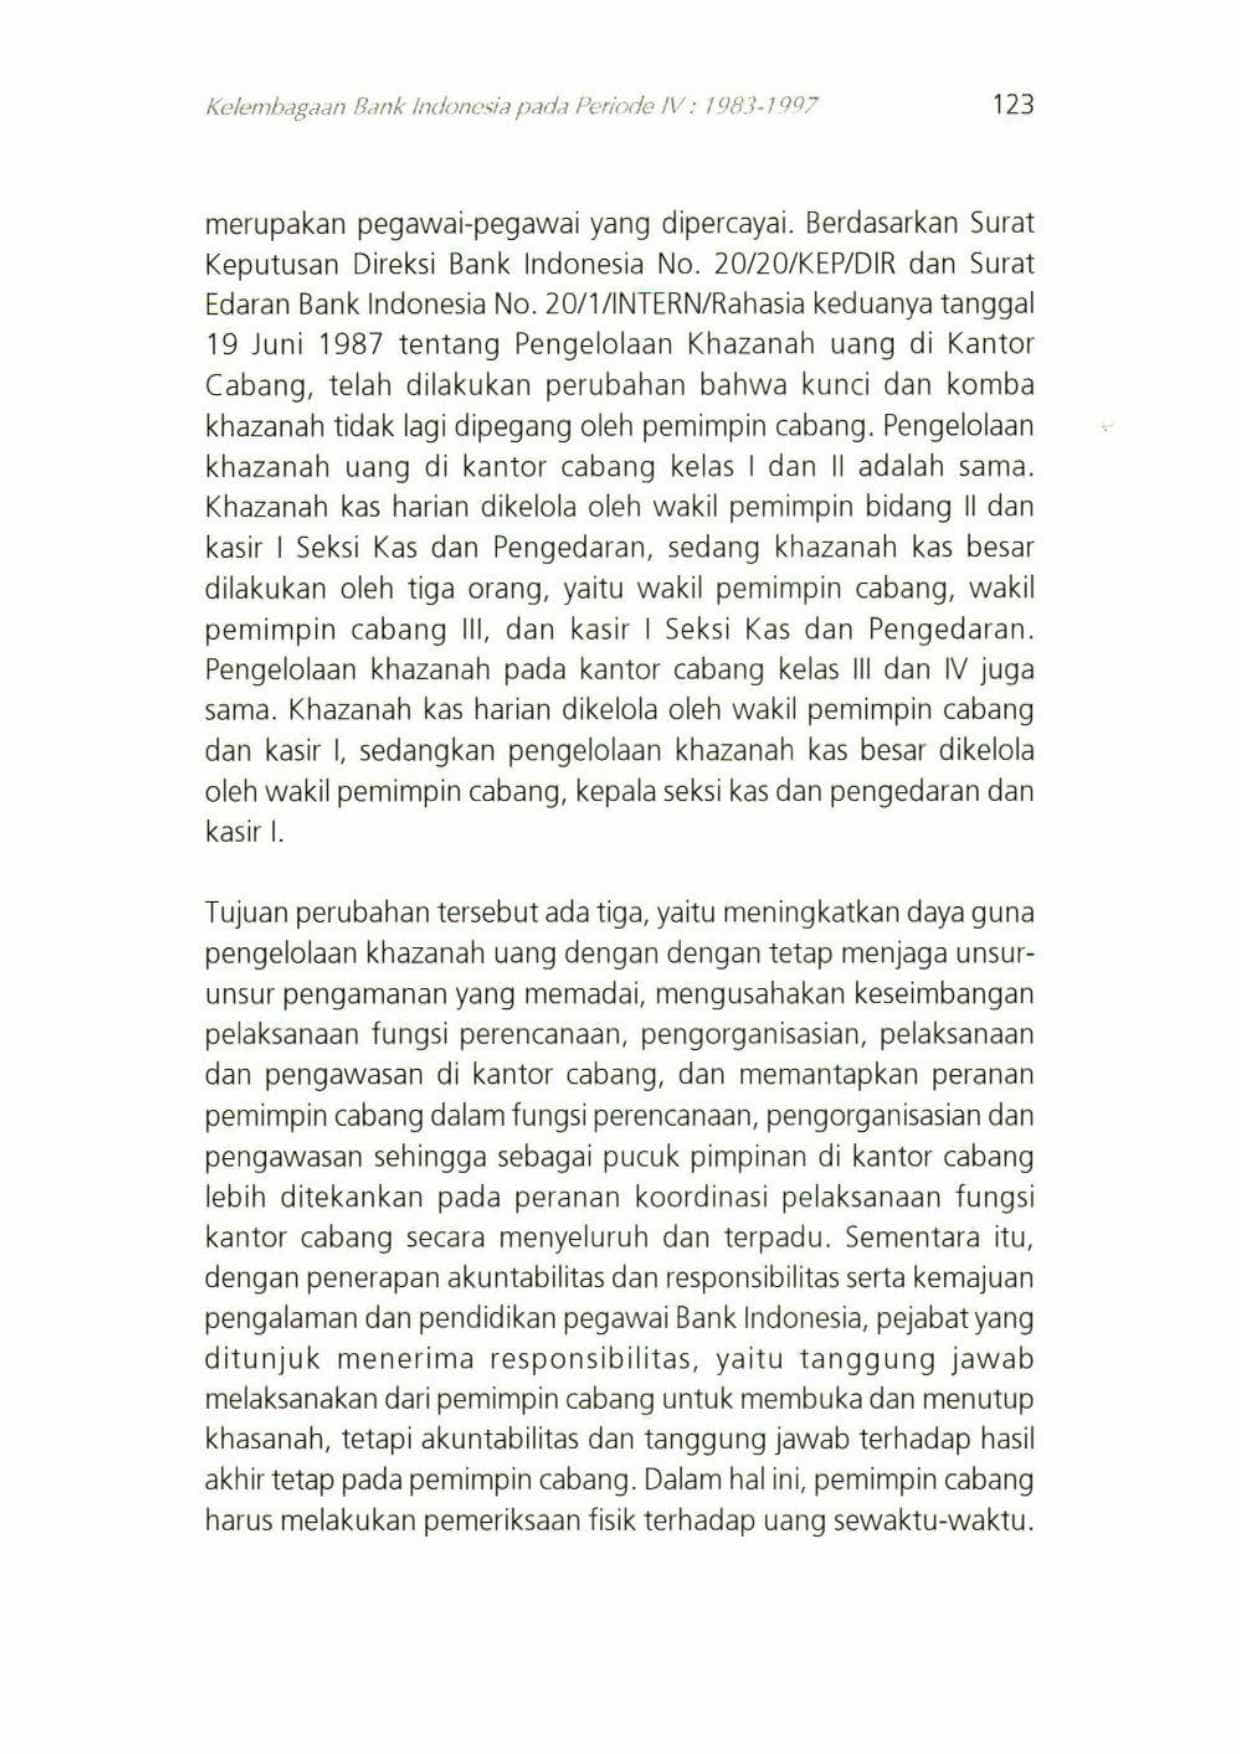 Kelembagaan Bank Indonesia pada Periode IV : 1983-1997 123
merupakan pegawai-pegawai yang dipercayai. Berdasarkan Surat
Keputusan Direksi Bank Indonesia No. 20/20/KEP/DIR dan Surat
Edaran Bank Indonesia No. 20/1/INTERN/Rahasia keduanya tanggal
19 Juni 1987 tentang Pengelolaan Khazanah uang di Kantor
Cabang, telah dilakukan perubahan bahwa kunci dan komba
khazanah tidak lagi dipegang oleh pemimpin cabang. Pengelolaan
khazanah uang di kantor cabang kelas I dan II adalah sama.
Khazanah kas harian dikelola oleh wakil pemimpin bidang II dan
kasir I Seksi Kas dan Pengedaran, sedang khazanah kas besar
dilakukan oleh tiga orang, yaitu wakil pemimpin cabang, wakil
pemimpin cabang III, dan kasir I Seksi Kas dan Pengedaran.
Pengelolaan khazanah pada kantor cabang kelas III dan IV juga
sama. Khazanah kas harian dikelola oleh wakil pemimpin cabang
dan kasir I, sedangkan pengelolaan khazanah kas besar dikelola
oleh wakil pemimpin cabang, kepala seksi kas dan pengedaran dan
kasir I.
Tujuan perubahan tersebut ada tiga, yaitu meningkatkan daya guna
pengelolaan khazanah uang dengan dengan tetap menjaga unsur-
unsur pengamanan yang memadai, mengusahakan keseimbangan
pelaksanaan fungsi perencanaan, pengorganisasian, pelaksanaan
dan pengawasan di kantor cabang, dan memantapkan peranan
pemimpin cabang dalam fungsi perencanaan, pengorganisasian dan
pengawasan sehingga sebagai pucuk pimpinan di kantor cabang
lebih ditekankan pada peranan koordinasi pelaksanaan fungsi
kantor cabang secara menyeluruh dan terpadu. Sementara itu,
dengan penerapan akuntabilitas dan responsibilitas serta kemajuan
pengalaman dan pendidikan pegawai Bank Indonesia, pejabat yang
ditunjuk menerima responsibilitas, yaitu tanggung jawab
melaksanakan dari pemimpin cabang untuk membuka dan menutup
khasanah, tetapi akuntabilitas dan tanggung jawab terhadap hasil
akhir tetap pada pemimpin cabang. Dalam hal ini, pemimpin cabang
harus melakukan pemeriksaan fisik terhadap uang sewaktu-waktu.